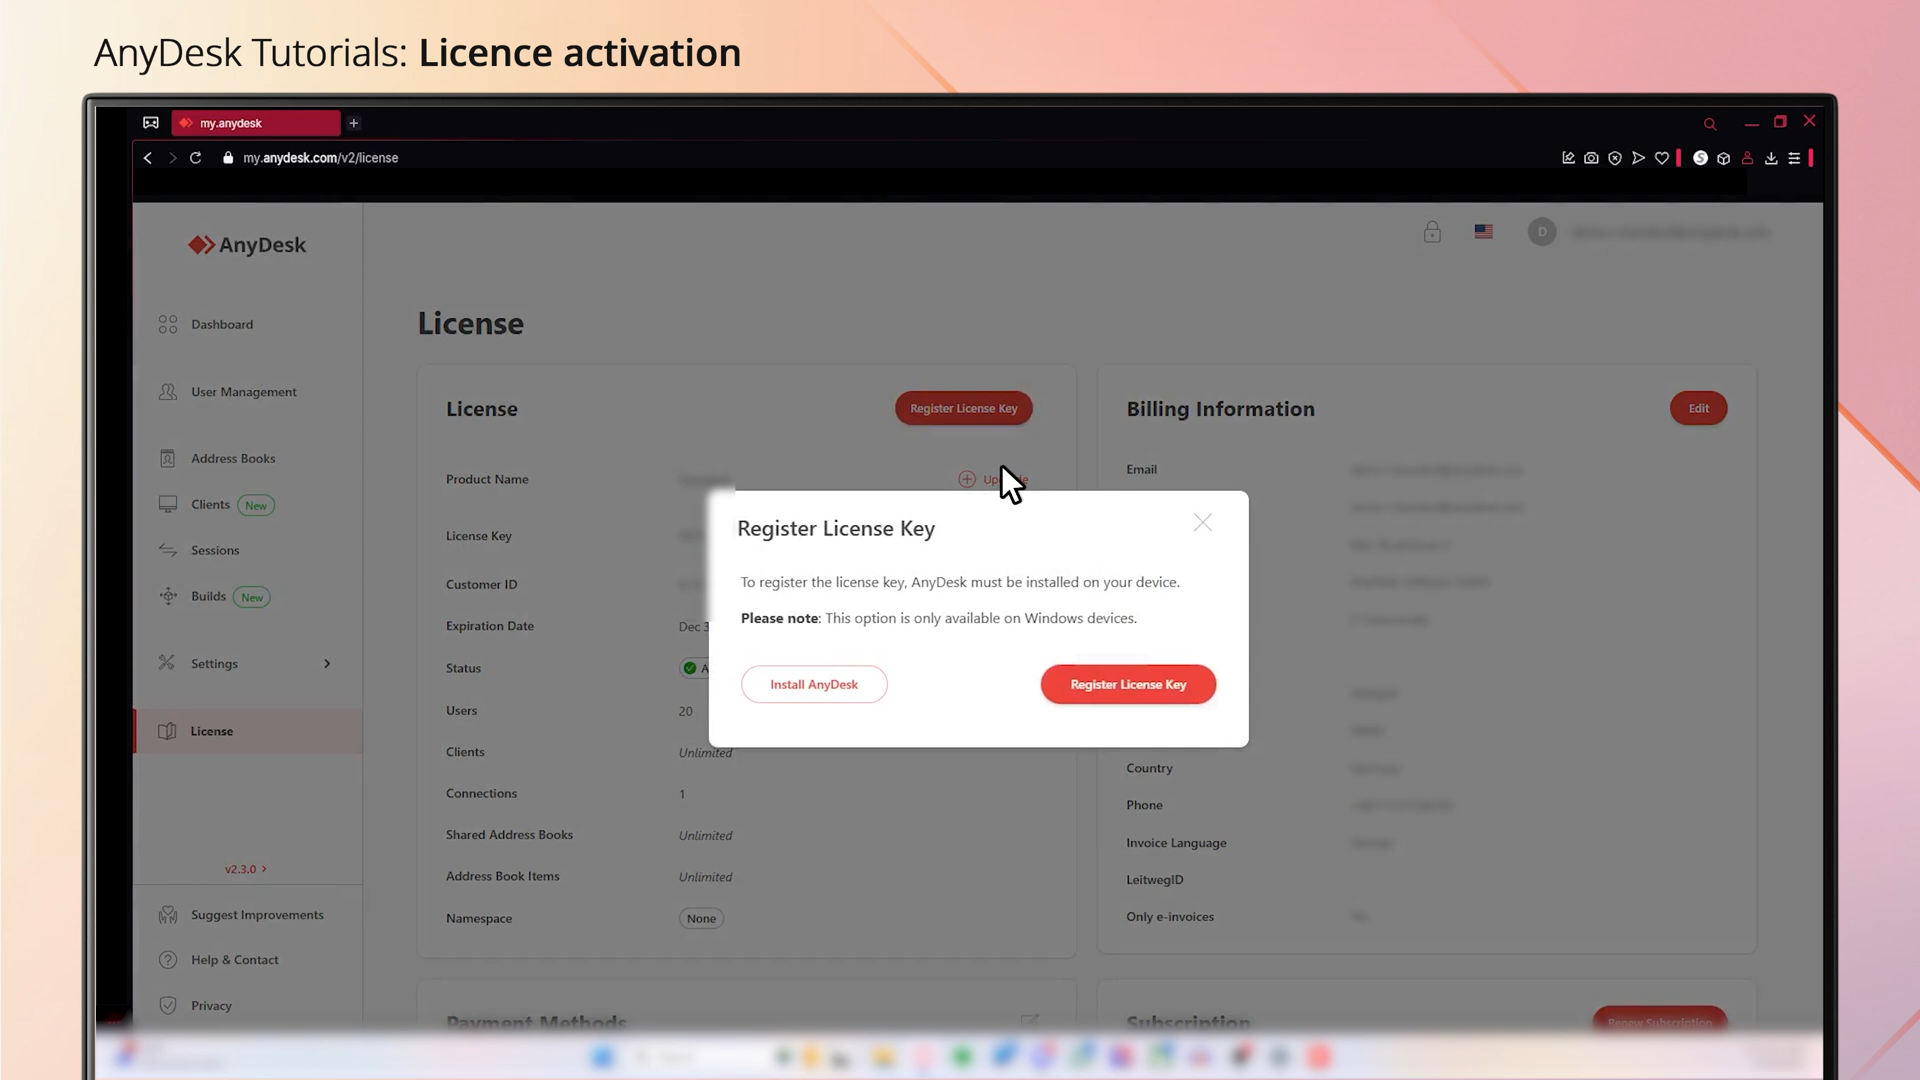 AnyDesk Tutorials: Licence activation
my.anydesk
my.anydesk.com/v2/license
AnyDesk
D
Dashboard
User Management
Address Books
Clients New
Sessions
Builds New
Settings
License
v2.3.0 >
Suggest Improvements
Help & Contact
Privacy
License
License
Register License Key
Product Name
License Key
Customer ID
Expiration Date Dec 3
Status A
Users 20
Clients Unlimited
Connections 1
Shared Address Books Unlimited
Address Book Items Unlimited
Namespace None
Payment Methods
Billing Information
Edit
Email
Country
Phone
Invoice Language
LeitwegID
Only e-invoices
Subscription
Renew Subscription
Register License Key
To register the license key, AnyDesk must be installed on your device.
Please note: This option is only available on Windows devices.
Install AnyDesk
Register License Key